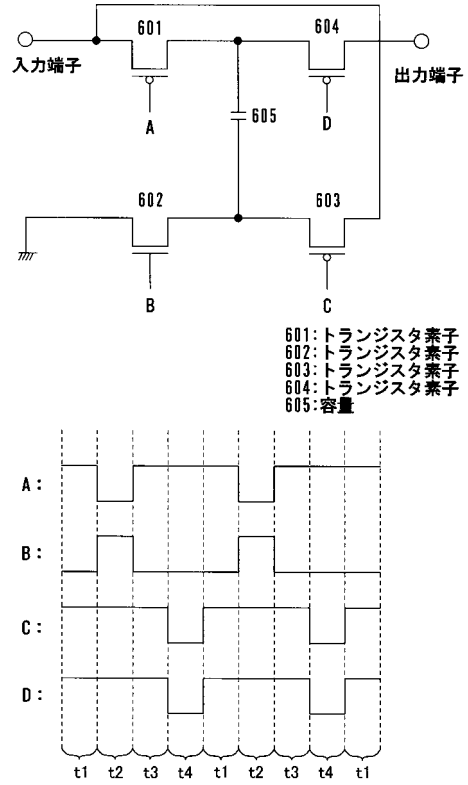 601
604
入力端子
出力端子
A
605
D
602
603
B
C
601:トランジスタ素子
602:トランジスタ素子
603:トランジスタ素子
604:トランジスタ素子
605:容量
A:
B:
C:
D:
t1 t2 t3 t4 t1 t2 t3 t4 t1